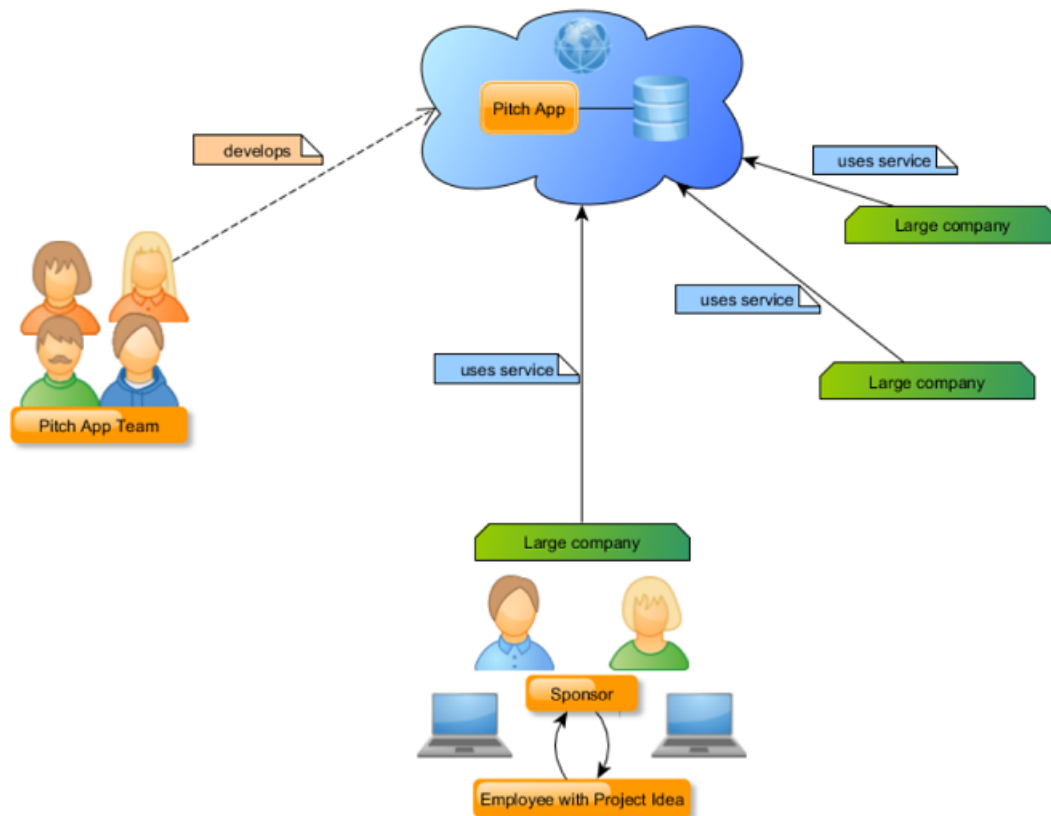 Pitch App
develops
uses service
Large company
uses service
uses service
Large company
Pitch App Team
Large company
Sponsor
Employee with Project Idea